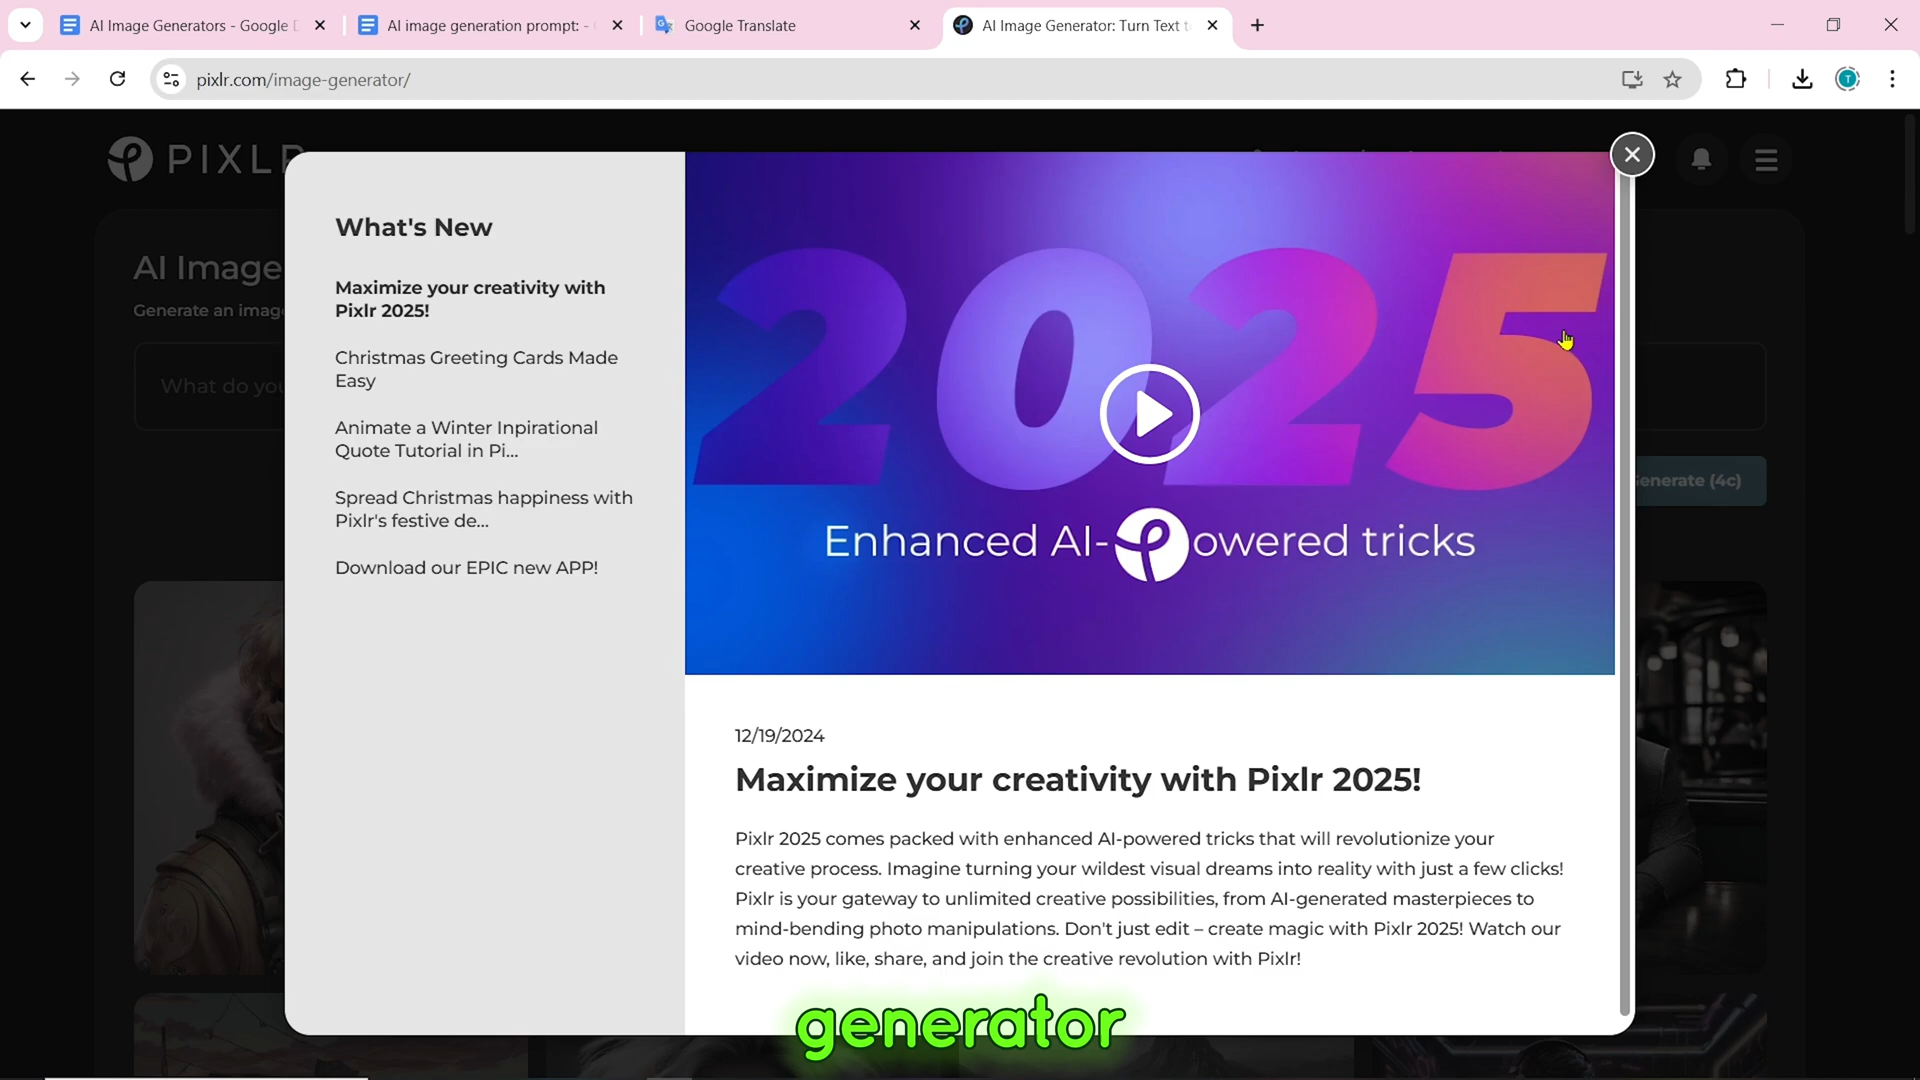 AI Image Generators - Google D
AI image generation prompt: -
Google Translate
AI Image Generator: Turn Text t
pixlr.com/image-generator/
T
PIXLR
AI Image
Generate an imag
What do you
Generate (4c)
What's New
Maximize your creativity with
Pixlr 2025!
Christmas Greeting Cards Made
Easy
Animate a Winter Inpirational
Quote Tutorial in Pi...
Spread Christmas happiness with
Pixlr's festive de...
Download our EPIC new APP!
2025
Enhanced AI-Powered tricks
12/19/2024
Maximize your creativity with Pixlr 2025!
Pixlr 2025 comes packed with enhanced AI-powered tricks that will revolutionize your
creative process. Imagine turning your wildest visual dreams into reality with just a few clicks!
Pixlr is your gateway to unlimited creative possibilities, from AI-generated masterpieces to
mind-bending photo manipulations. Don't just edit – create magic with Pixlr 2025! Watch our
video now, like, share, and join the creative revolution with Pixlr!
generator